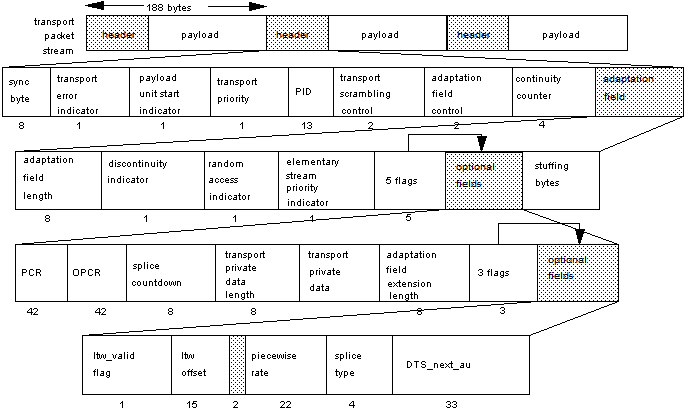 188 bytes
transport packet stream
header payload header payload header payload
sync byte
transport error indicator
payload unit start indicator
transport priority
PID
transport scrambling control
adaptation field control
continuity counter
adaptation field
8 1 1 1 13 2 2 4
adaptation field length
discontinuity indicator
random access indicator
elementary stream priority indicator
5 flags
optional fields
stuffing bytes
8 1 1 1 5
PCR
OPCR
splice countdown
transport private data length
transport private data
adaptation field extension length
3 flags
optional fields
42 42 8 8 8 3
ltw_valid flag
ltw offset
piecewise rate
splice type
DTS_next_au
1 15 2 22 4 33